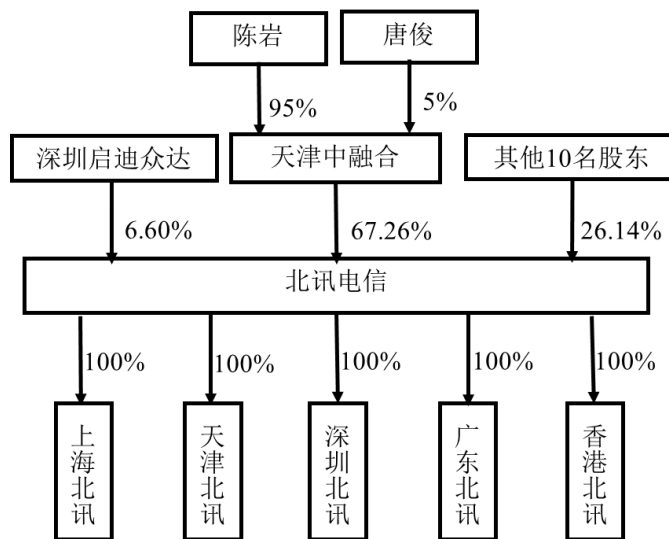 陈岩
唐俊
95%
5%
深圳启迪众达
天津中融合
其他10名股东
6.60%
67.26%
26.14%
北讯电信
100%
100%
100%
100%
100%
上海北讯
天津北讯
深圳北讯
广东北讯
香港北讯